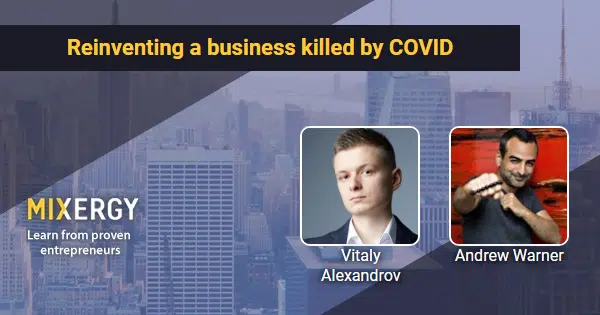 Reinventing a business killed by COVID
MIXERGY
Learn from proven
entrepreneurs
Vitaly
Alexandrov
Andrew Warner